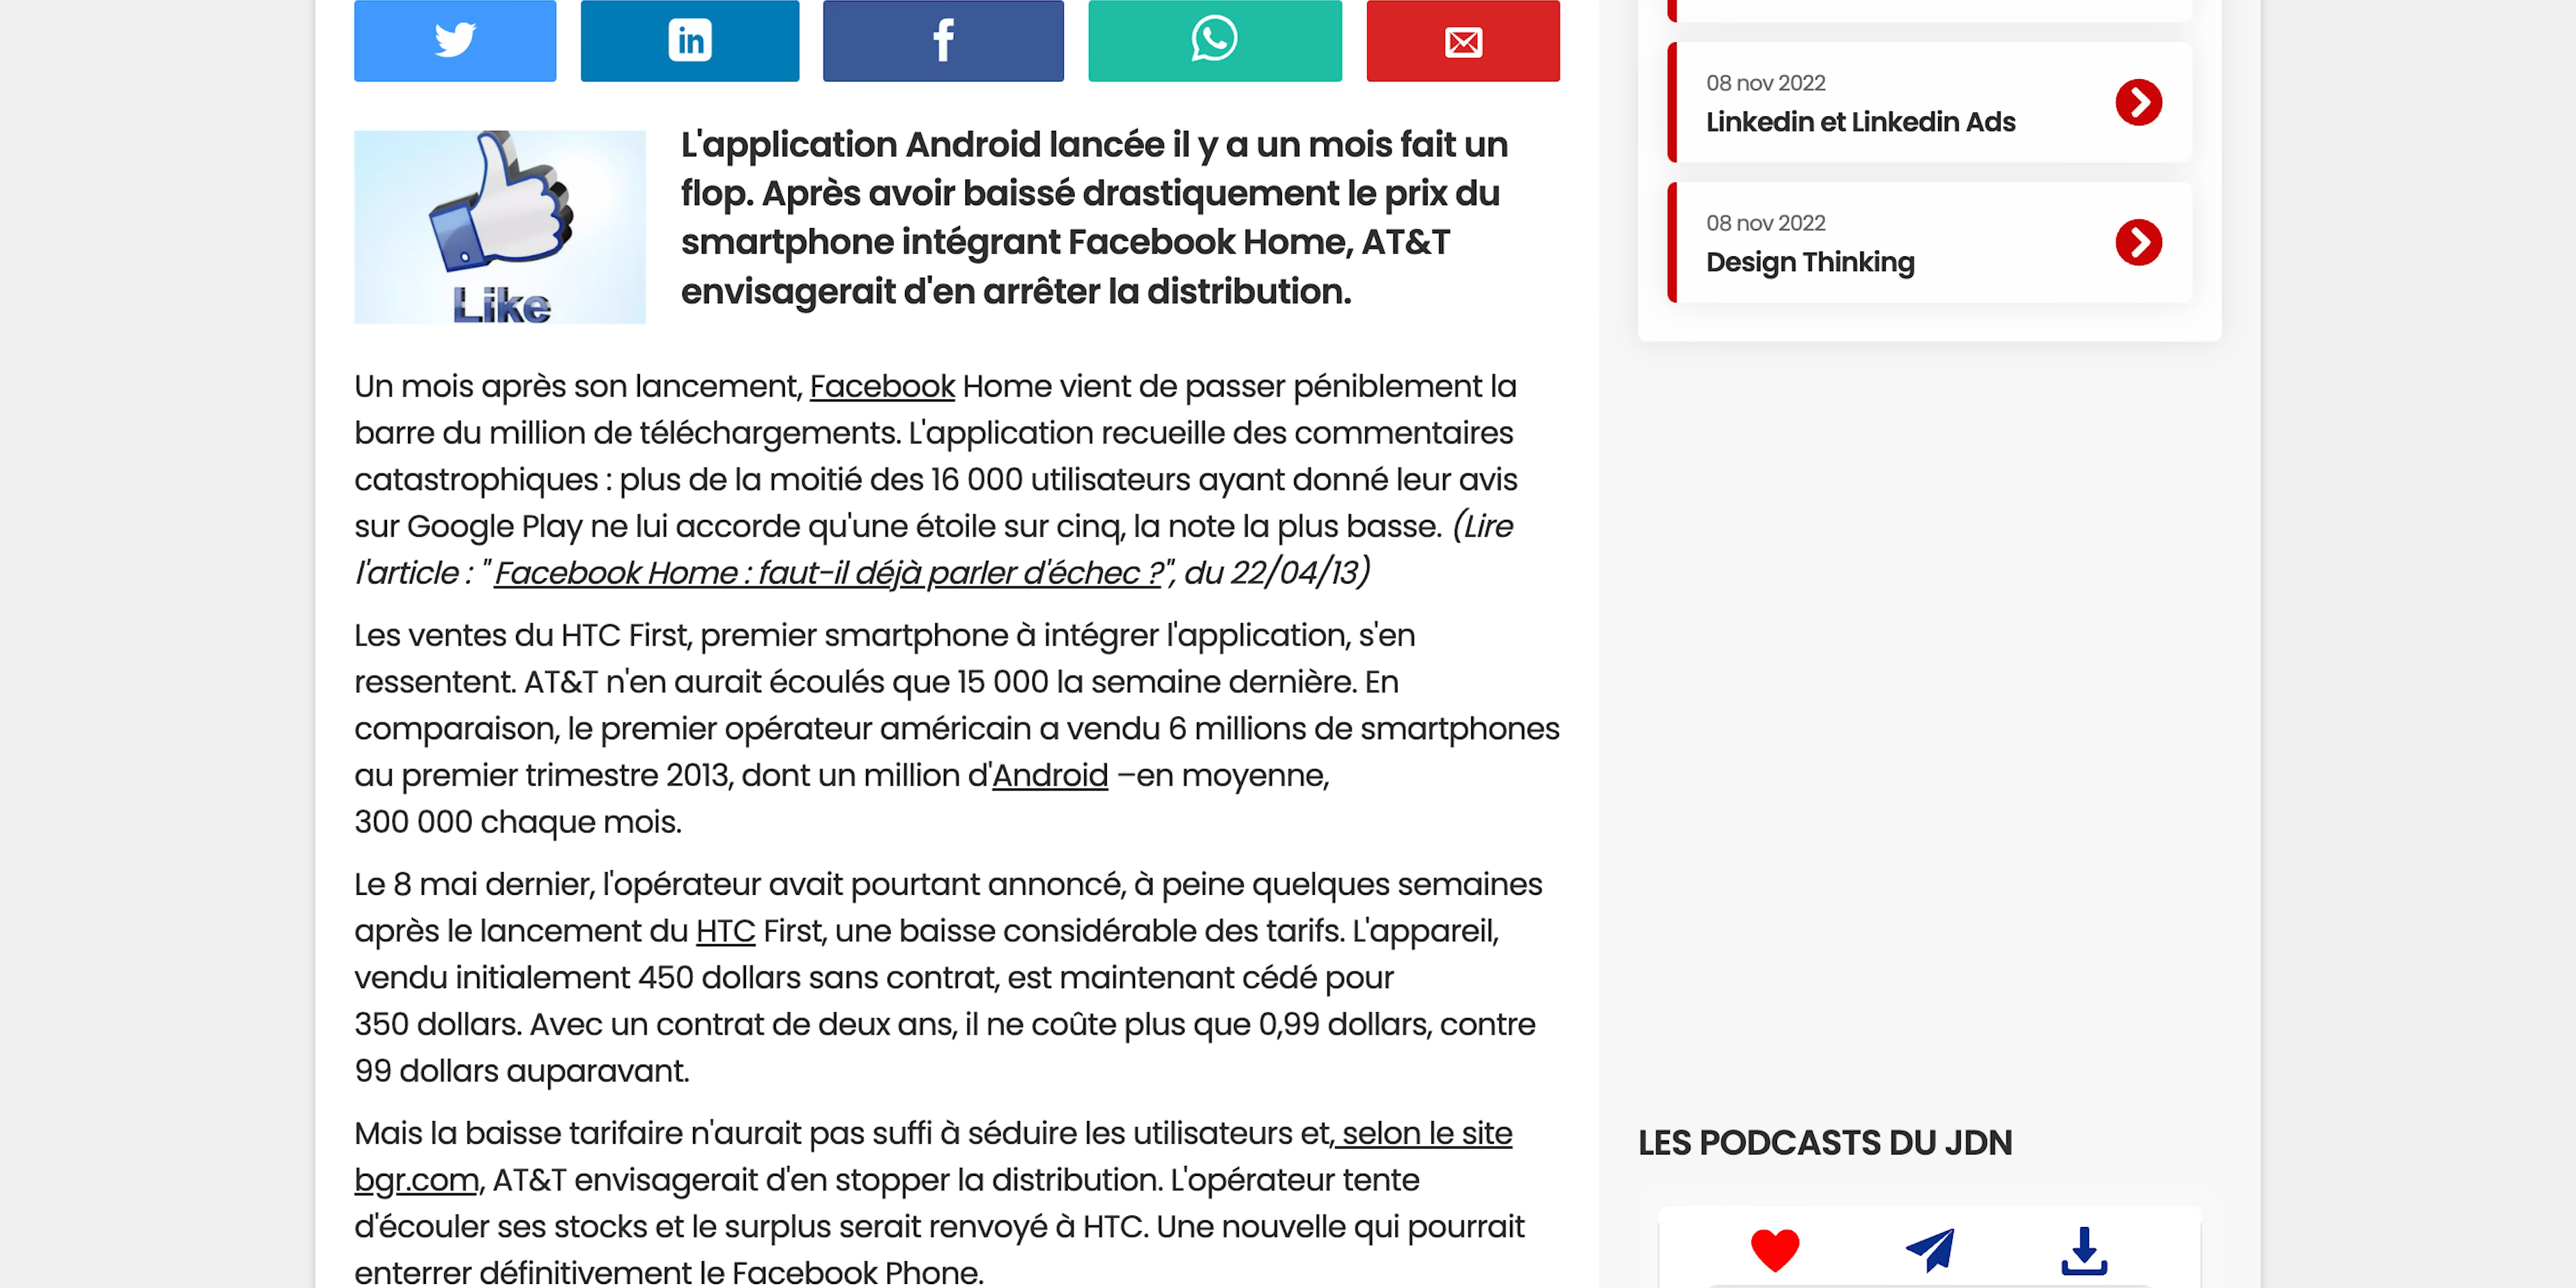 L'application Android lancée il y a un mois fait un
flop. Après avoir baissé drastiquement le prix du
smartphone intégrant Facebook Home, AT&T
envisagerait d'en arrêter la distribution.
Like
Un mois après son lancement, Facebook Home vient de passer péniblement la
barre du million de téléchargements. L'application recueille des commentaires
catastrophiques : plus de la moitié des 16 000 utilisateurs ayant donné leur avis
sur Google Play ne lui accorde qu'une étoile sur cinq, la note la plus basse. (Lire
l'article : "Facebook Home : faut-il déjà parler d'échec ?", du 22/04/13)
Les ventes du HTC First, premier smartphone à intégrer l'application, s'en
ressentent. AT&T n'en aurait écoulés que 15 000 la semaine dernière. En
comparaison, le premier opérateur américain a vendu 6 millions de smartphones
au premier trimestre 2013, dont un million d'Android –en moyenne,
300 000 chaque mois.
Le 8 mai dernier, l'opérateur avait pourtant annoncé, à peine quelques semaines
après le lancement du HTC First, une baisse considérable des tarifs. L'appareil,
vendu initialement 450 dollars sans contrat, est maintenant cédé pour
350 dollars. Avec un contrat de deux ans, il ne coûte plus que 0,99 dollars, contre
99 dollars auparavant.
Mais la baisse tarifaire n'aurait pas suffi à séduire les utilisateurs et, selon le site
bgr.com, AT&T envisagerait d'en stopper la distribution. L'opérateur tente
d'écouler ses stocks et le surplus serait renvoyé à HTC. Une nouvelle qui pourrait
enterrer définitivement le Facebook Phone.
08 nov 2022
Linkedin et Linkedin Ads
08 nov 2022
Design Thinking
LES PODCASTS DU JDN